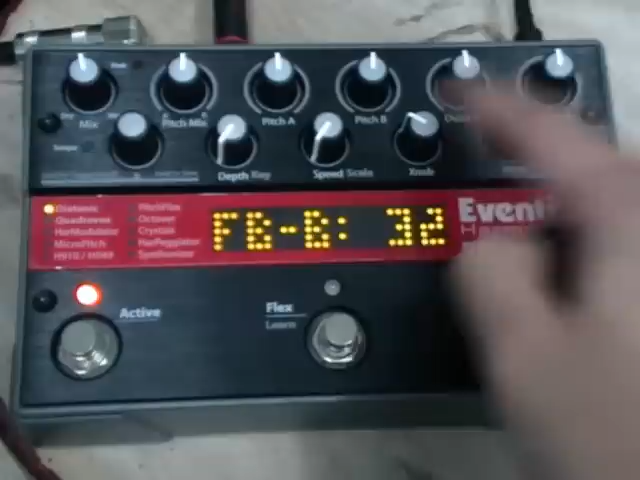 Mix
Pitch Mix
Pitch A
Pitch B
Depth Key
Speed Scale
Xnob
Diatonic
Quadravox
HarModulator
MicroPitch
H910 / H949
PitchFlex
Octaver
Crystals
HarPeggiator
Synthonizer
FB-B: 32
Eventi
Active
Flex
Learn